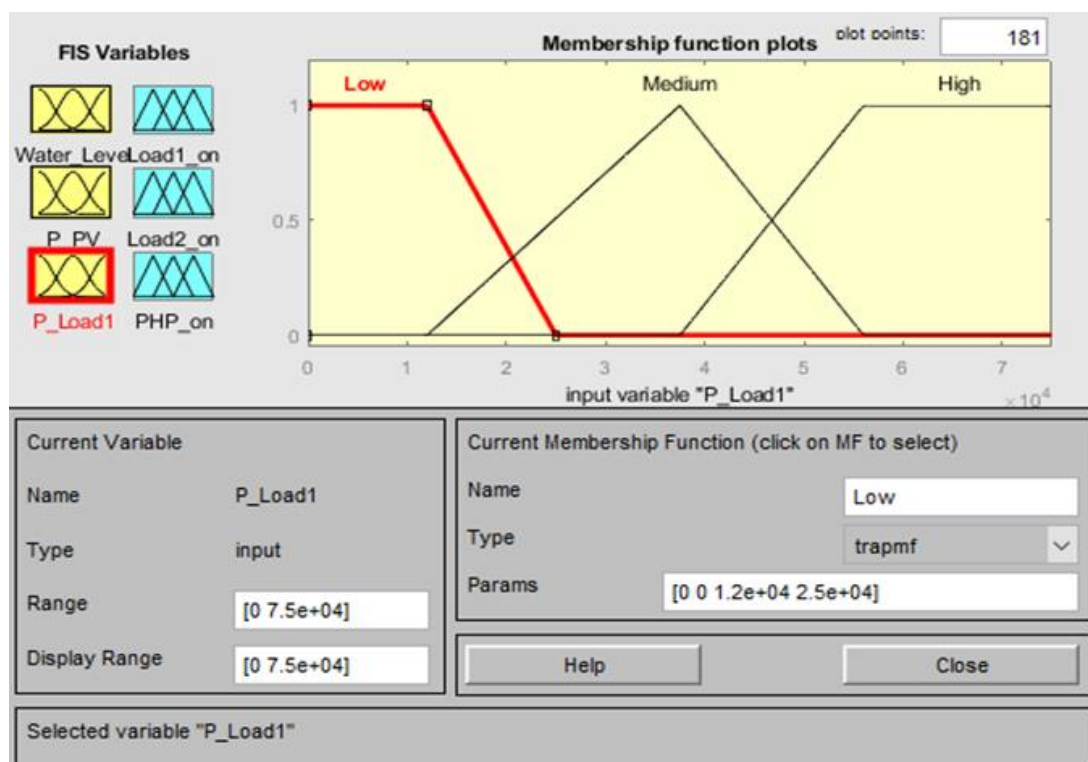 FIS Variables
Membership function plots
plot points:
181
Low
Medium
High
1
0.5
0
Water_Level
Load1_on
P_PV
Load2_on
P_Load1
PHP_on
0 1 2 3 4 5 6 7
input variable "P_Load1"
×10⁴
Current Variable
Name
P_Load1
Type
input
Range
[0 7.5e+04]
Display Range
[0 7.5e+04]
Current Membership Function (click on MF to select)
Name
Low
Type
trapmf
Params
[0 0 1.2e+04 2.5e+04]
Help
Close
Selected variable "P_Load1"